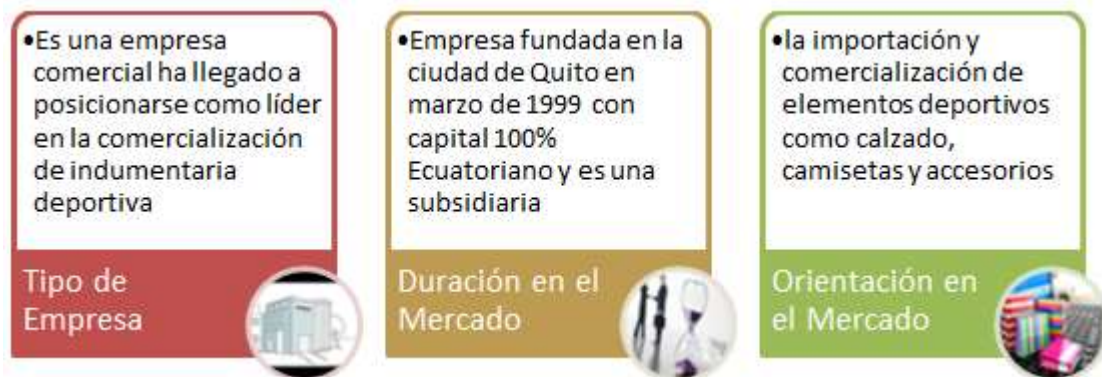 •Es una empresa
comercial ha llegado a
posicionarse como líder
en la comercialización
de indumentaria
deportiva
Tipo de
Empresa
•Empresa fundada en la
ciudad de Quito en
marzo de 1999 con
capital 100%
Ecuatoriano y es una
subsidiaria
Duración en el
Mercado
•la importación y
comercialización de
elementos deportivos
como calzado,
camisetas y accesorios
Orientación en
el Mercado